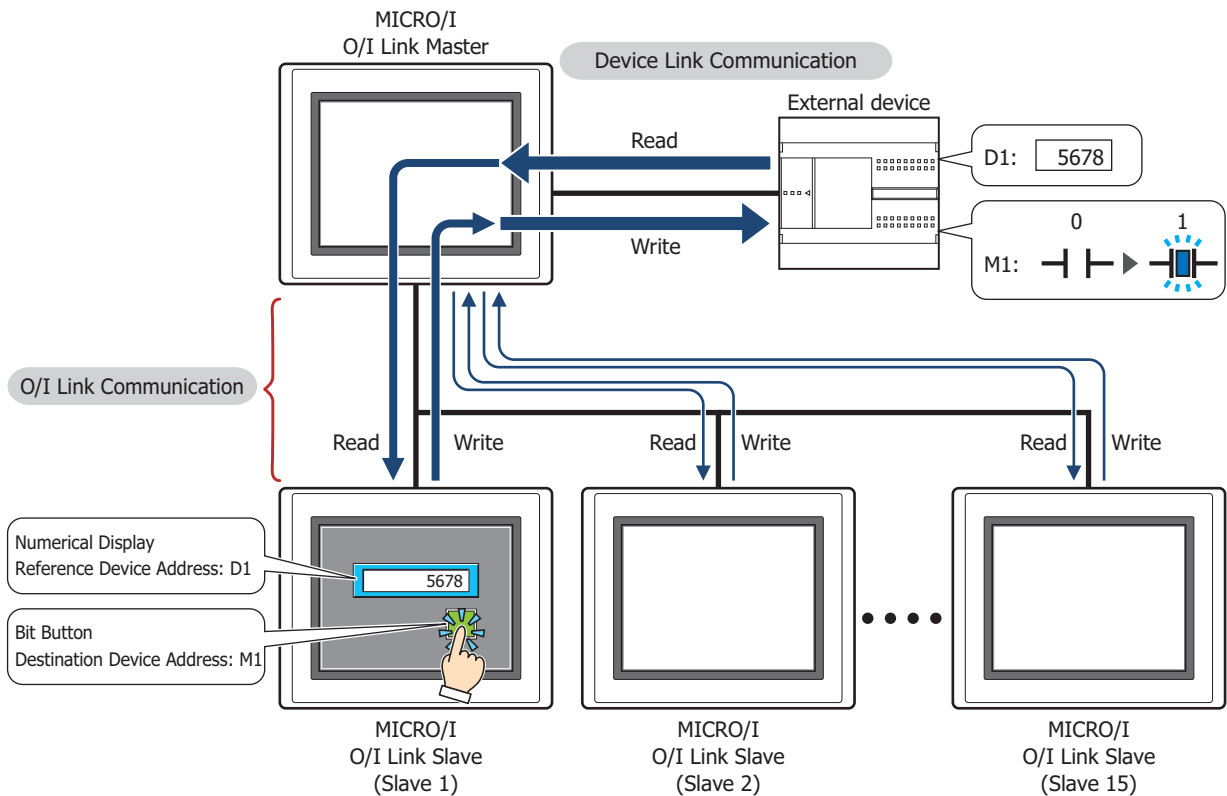 MICRO/I
O/I Link Master
Device Link Communication
External device
Read
D1: 5678
Write
0 1
M1:
O/I Link Communication
Read Write Read Write Read Write
Numerical Display
Reference Device Address: D1
5678
Bit Button
Destination Device Address: M1
MICRO/I
O/I Link Slave
(Slave 1)
MICRO/I
O/I Link Slave
(Slave 2)
MICRO/I
O/I Link Slave
(Slave 15)